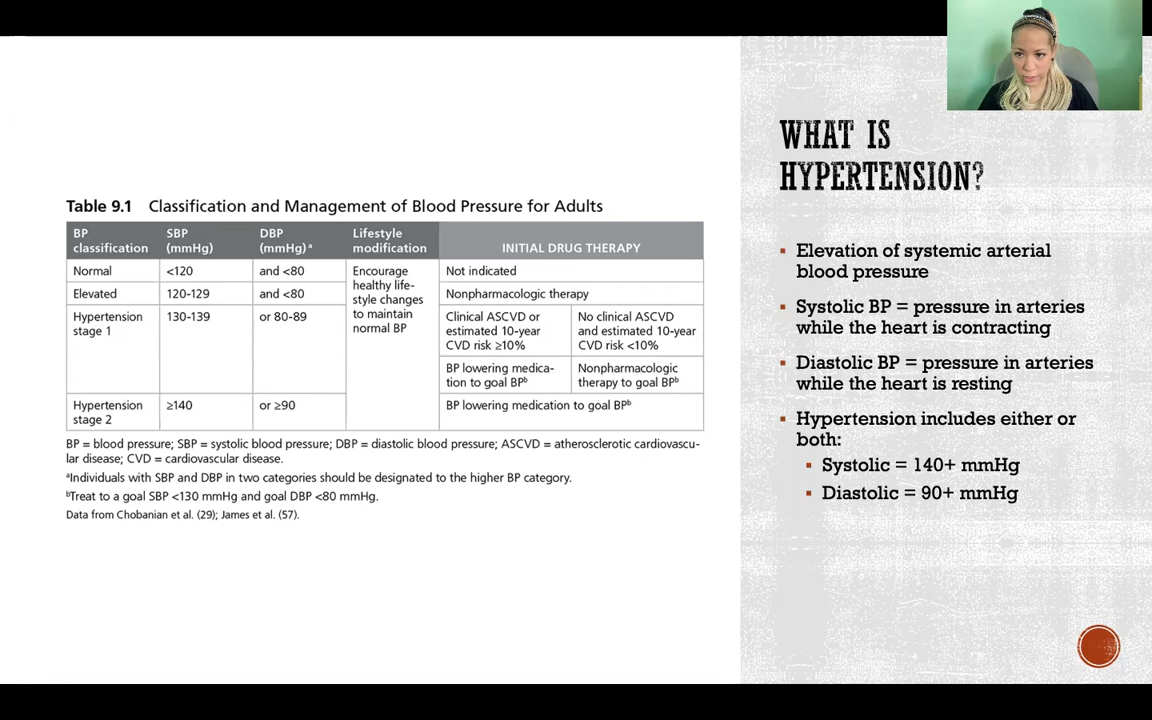 Table 9.1 Classification and Management of Blood Pressure for Adults
BP classification
SBP (mmHg)
DBP (mmHg)ᵃ
Lifestyle modification
INITIAL DRUG THERAPY
Normal
<120
and <80
Encourage
healthy life-
style changes
to maintain
normal BP
Not indicated
Elevated
120-129
and <80
Nonpharmacologic therapy
Hypertension
stage 1
130-139
or 80-89
Clinical ASCVD or
estimated 10-year
CVD risk ≥10%
No clinical ASCVD
and estimated 10-year
CVD risk <10%
BP lowering medica-
tion to goal BPᵇ
Nonpharmacologic
therapy to goal BPᵇ
Hypertension
stage 2
≥140
or ≥90
BP lowering medication to goal BPᵇ
BP = blood pressure; SBP = systolic blood pressure; DBP = diastolic blood pressure; ASCVD = atherosclerotic cardiovascu-
lar disease; CVD = cardiovascular disease.
ᵃIndividuals with SBP and DBP in two categories should be designated to the higher BP category.
ᵇTreat to a goal SBP <130 mmHg and goal DBP <80 mmHg.
Data from Chobanian et al. (29); James et al. (57).
WHAT IS
HYPERTENSION?
Elevation of systemic arterial
blood pressure
Systolic BP = pressure in arteries
while the heart is contracting
Diastolic BP = pressure in arteries
while the heart is resting
Hypertension includes either or
both:
Systolic = 140+ mmHg
Diastolic = 90+ mmHg